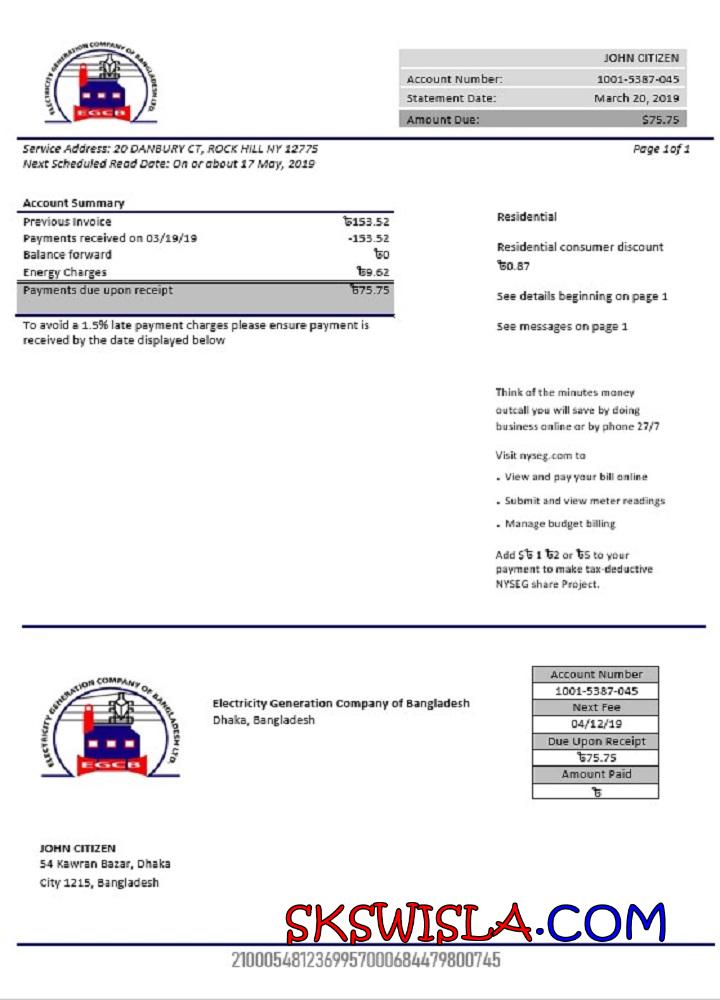 ELECTRICITY GENERATION COMPANY OF BANGLADESH LTD.
EGCB
JOHN CITIZEN
Account Number: 1001-5387-045
Statement Date: March 20, 2019
Amount Due: $75.75
Service Address: 20 DANBURY CT, ROCK HILL NY 12775
Page 1of 1
Next Scheduled Read Date: On or about 17 May, 2019
Account Summary
Previous Invoice ৳153.52
Payments received on 03/19/19 -153.52
Balance forward ৳0
Energy Charges ৳9.62
Payments due upon receipt ৳75.75
To avoid a 1.5% late payment charges please ensure payment is
received by the date displayed below
Residential
Residential consumer discount
৳0.87
See details beginning on page 1
See messages on page 1
Think of the minutes money
outcall you will save by doing
business online or by phone 27/7
Visit nyseg.com to
• View and pay your bill online
• Submit and view meter readings
• Manage budget billing
Add $৳ 1 ৳2 or ৳5 to your
payment to make tax-deductive
NYSEG share Project.
ELECTRICITY GENERATION COMPANY OF BANGLADESH LTD.
EGCB
Electricity Generation Company of Bangladesh
Dhaka, Bangladesh
Account Number
1001-5387-045
Next Fee
04/12/19
Due Upon Receipt
৳75.75
Amount Paid
৳
JOHN CITIZEN
54 Kawran Bazar, Dhaka
City 1215, Bangladesh
SKSWISLA.COM
2100054812369957000684479800745